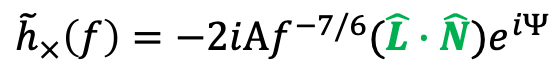 h̃×(f) = −2iAf^{−7/6}(L̂ · N̂)e^{iΨ}